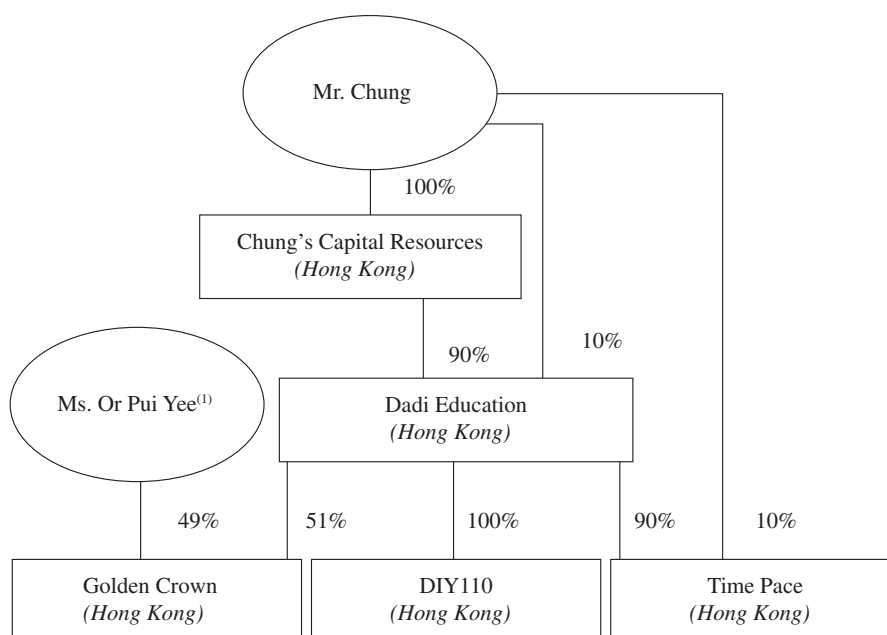 Mr. Chung
100%
Chung’s Capital Resources
(Hong Kong)
90%
10%
Ms. Or Pui Yee(1)
Dadi Education
(Hong Kong)
49%
51%
100%
90%
10%
Golden Crown
(Hong Kong)
DIY110
(Hong Kong)
Time Pace
(Hong Kong)